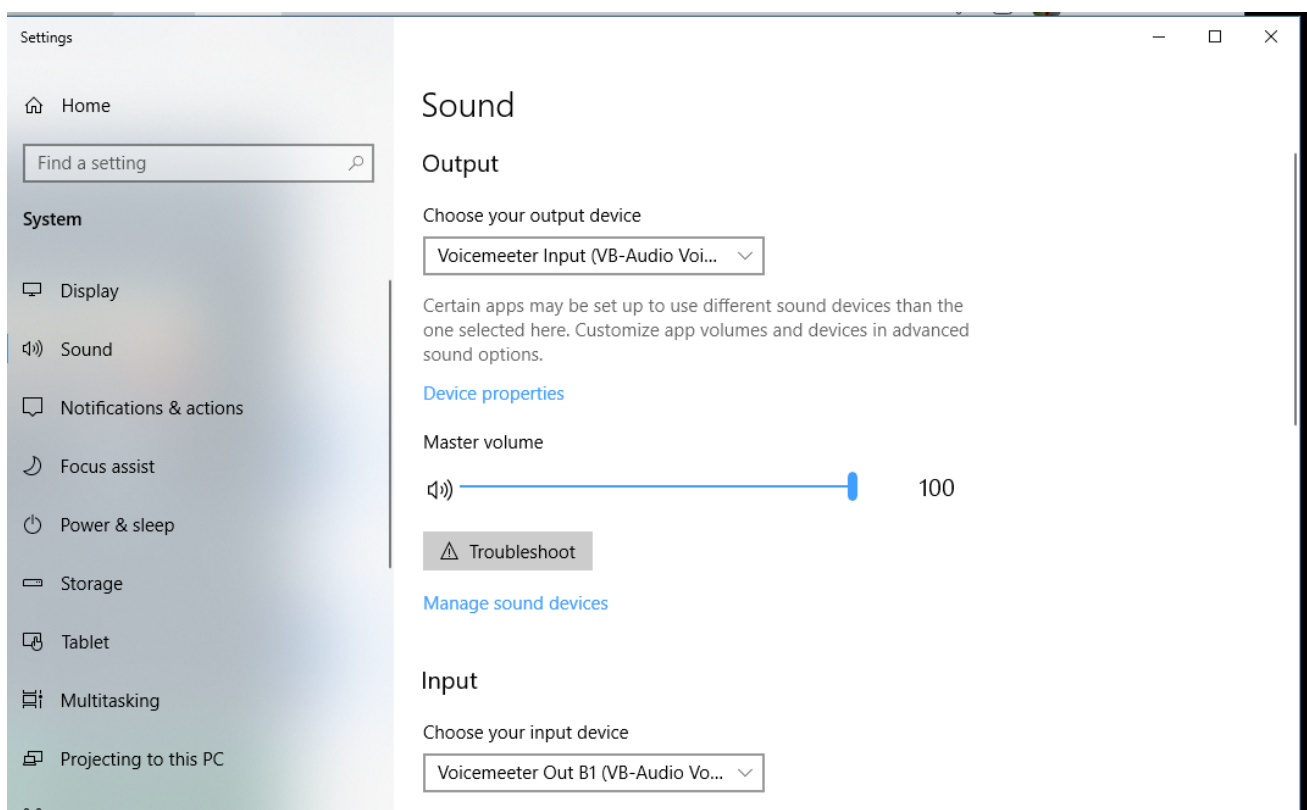 Settings
Home
Find a setting
System
Display
Sound
Notifications & actions
Focus assist
Power & sleep
Storage
Tablet
Multitasking
Projecting to this PC
Sound
Output
Choose your output device
Voicemeeter Input (VB-Audio Voi...
Certain apps may be set up to use different sound devices than the
one selected here. Customize app volumes and devices in advanced
sound options.
Device properties
Master volume
100
Troubleshoot
Manage sound devices
Input
Choose your input device
Voicemeeter Out B1 (VB-Audio Vo...